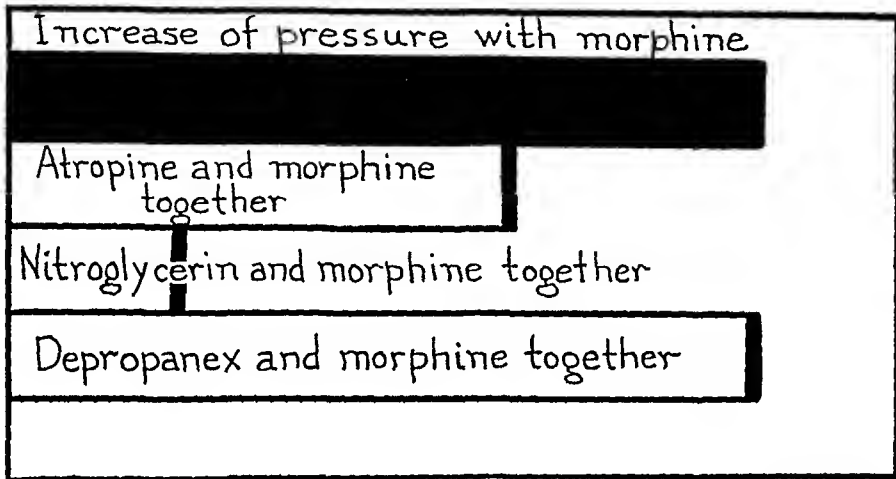 Increase of pressure with morphine
Atropine and morphine
together
Nitroglycerin and morphine together
Depropanex and morphine together